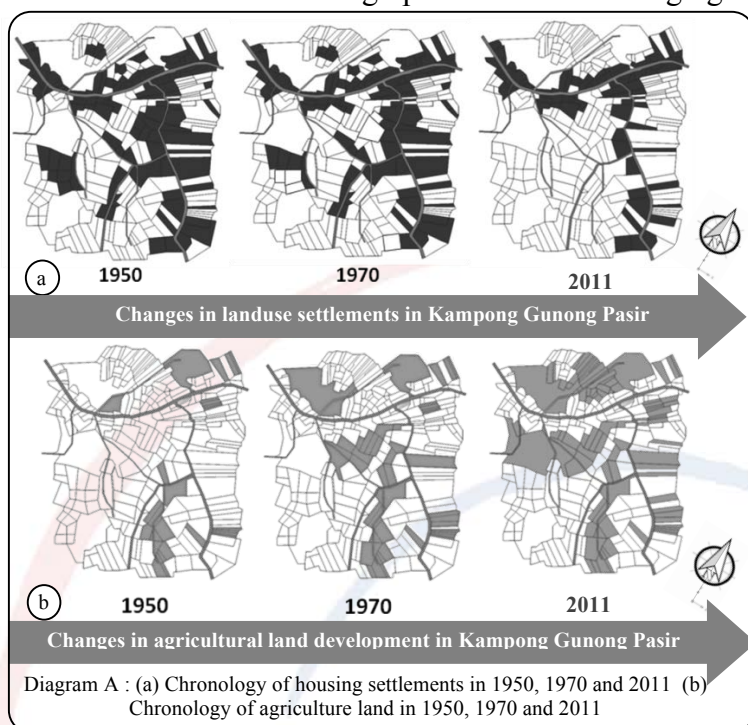 a
1950
1970
2011
Changes in landuse settlements in Kampong Gunong Pasir
b
1950
1970
2011
Changes in agricultural land development in Kampong Gunong Pasir
Diagram A : (a) Chronology of housing settlements in 1950, 1970 and 2011 (b)
Chronology of agriculture land in 1950, 1970 and 2011